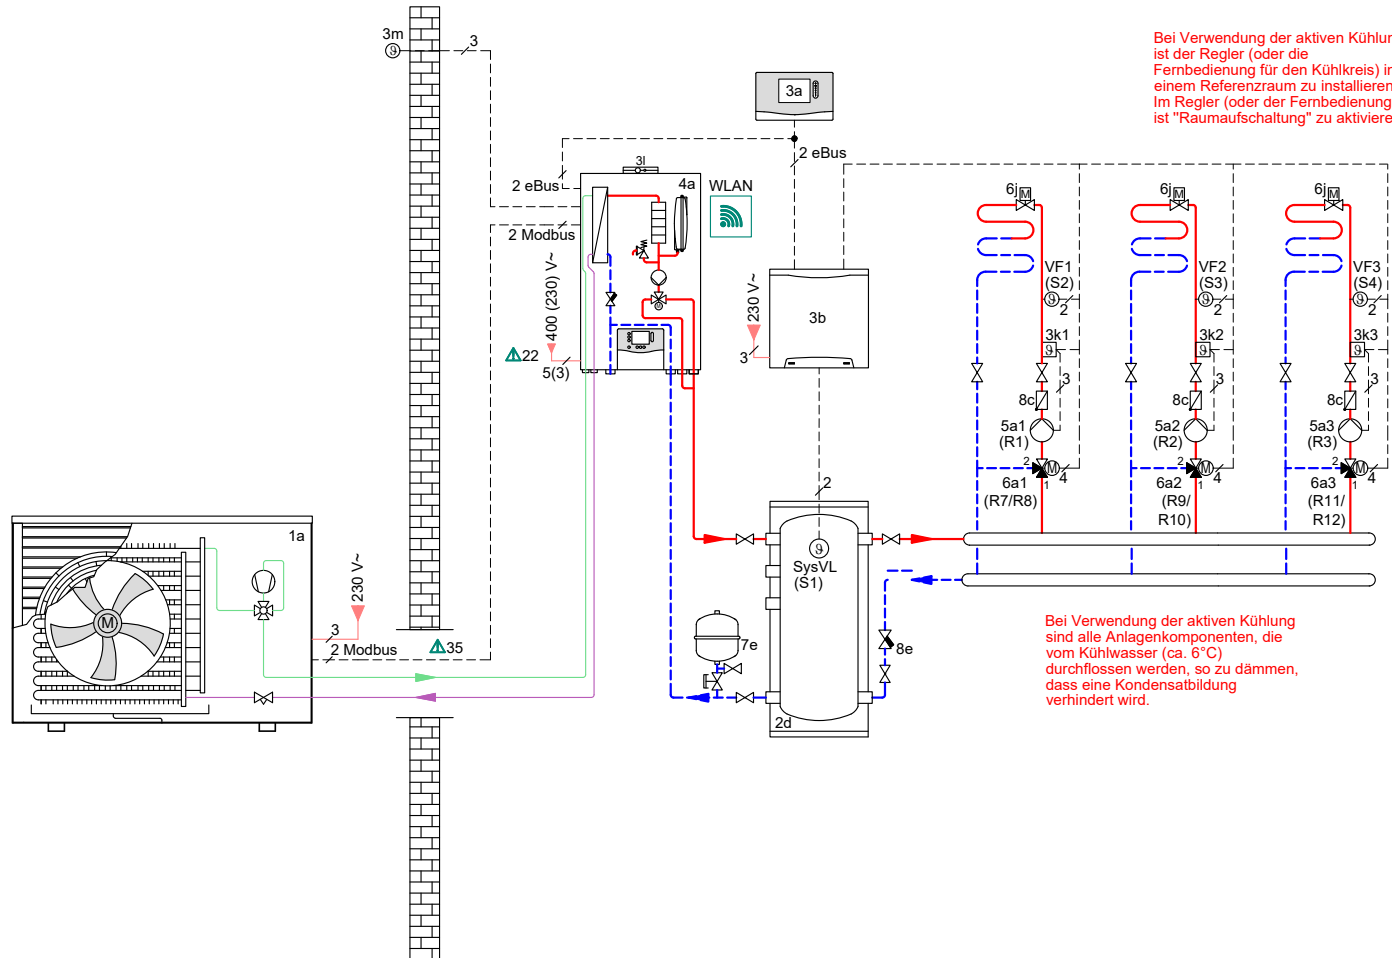 3m
3
Bei Verwendung der aktiven Kühlun
ist der Regler (oder die
Fernbedienung für den Kühlkreis) in
einem Referenzraum zu installieren
Im Regler (oder der Fernbedienung
ist "Raumaufschaltung" zu aktiviere
3a
2 eBus
2 eBus
3l
4a
WLAN
2 Modbus
400 (230) V~
22
5(3)
230 V~
3
3b
2
6j
M
VF1
(S2)
2
3k1
3
8c
5a1
(R1)
2
M
4
1
6a1
(R7/R8)
6j
M
VF2
(S3)
2
3k2
3
8c
5a2
(R2)
2
M
4
1
6a2
(R9/
R10)
6j
M
VF3
(S4)
2
3k3
3
8c
5a3
(R3)
2
M
4
1
6a3
(R11/
R12)
1a
M
230 V~
3
2 Modbus
35
SysVL
(S1)
7e
8e
2d
Bei Verwendung der aktiven Kühlung
sind alle Anlagenkomponenten, die
vom Kühlwasser (ca. 6°C)
durchflossen werden, so zu dämmen,
dass eine Kondensatbildung
verhindert wird.